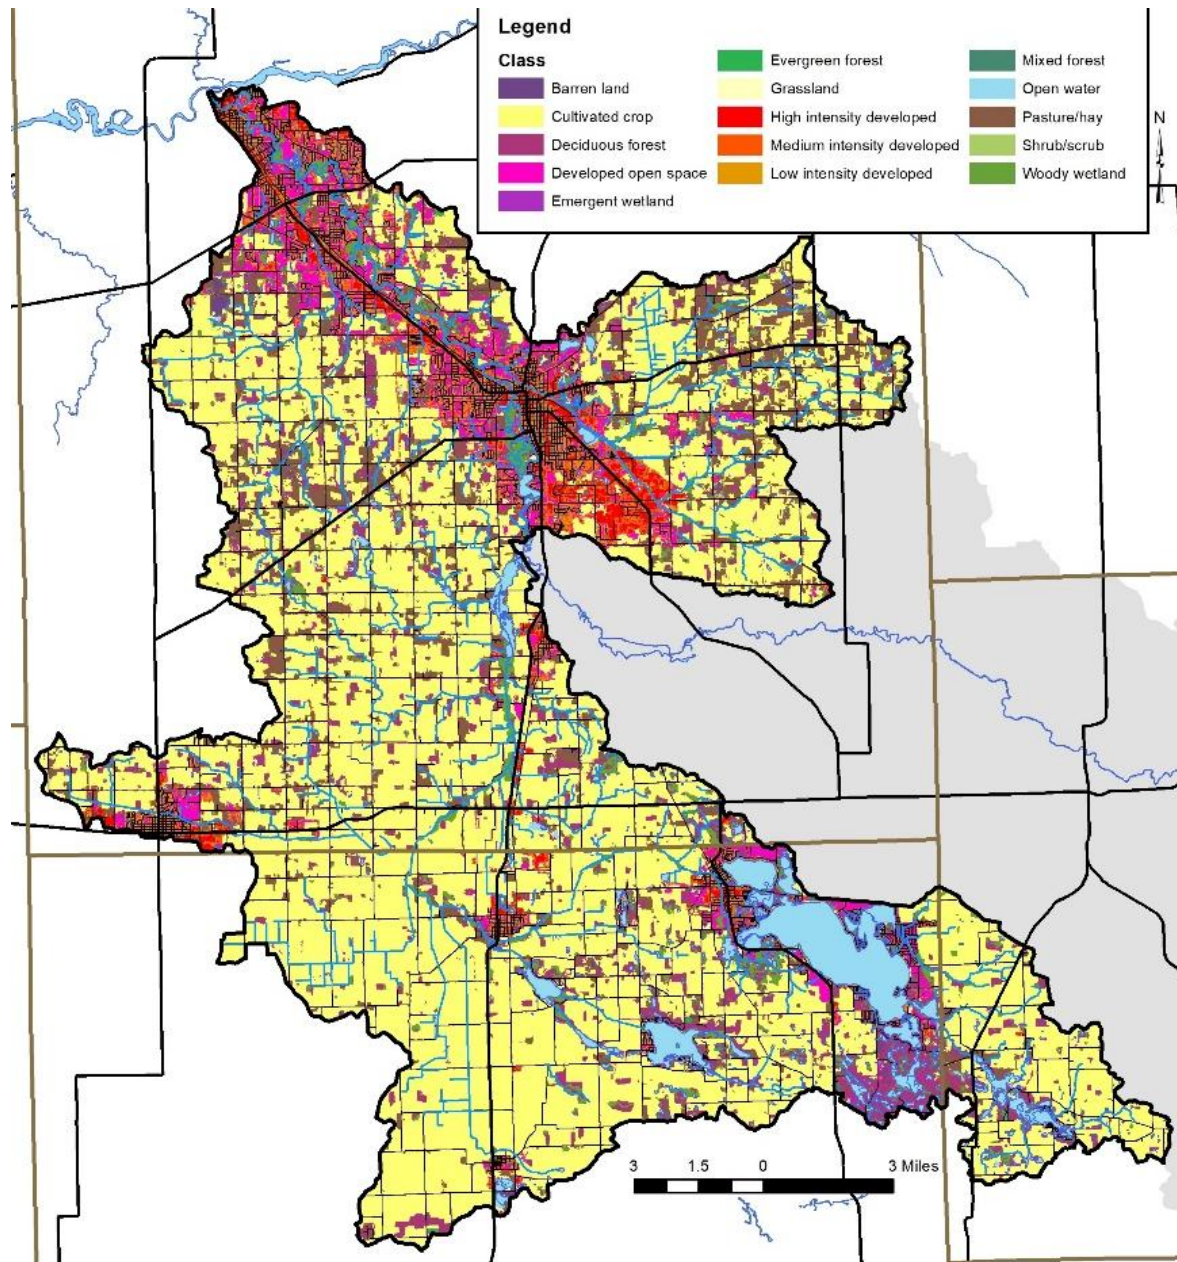 Legend
Class
Barren land
Cultivated crop
Deciduous forest
Developed open space
Emergent wetland
Evergreen forest
Grassland
High intensity developed
Medium intensity developed
Low intensity developed
Mixed forest
Open water
Pasture/hay
Shrub/scrub
Woody wetland
N
3 1.5 0 3 Miles